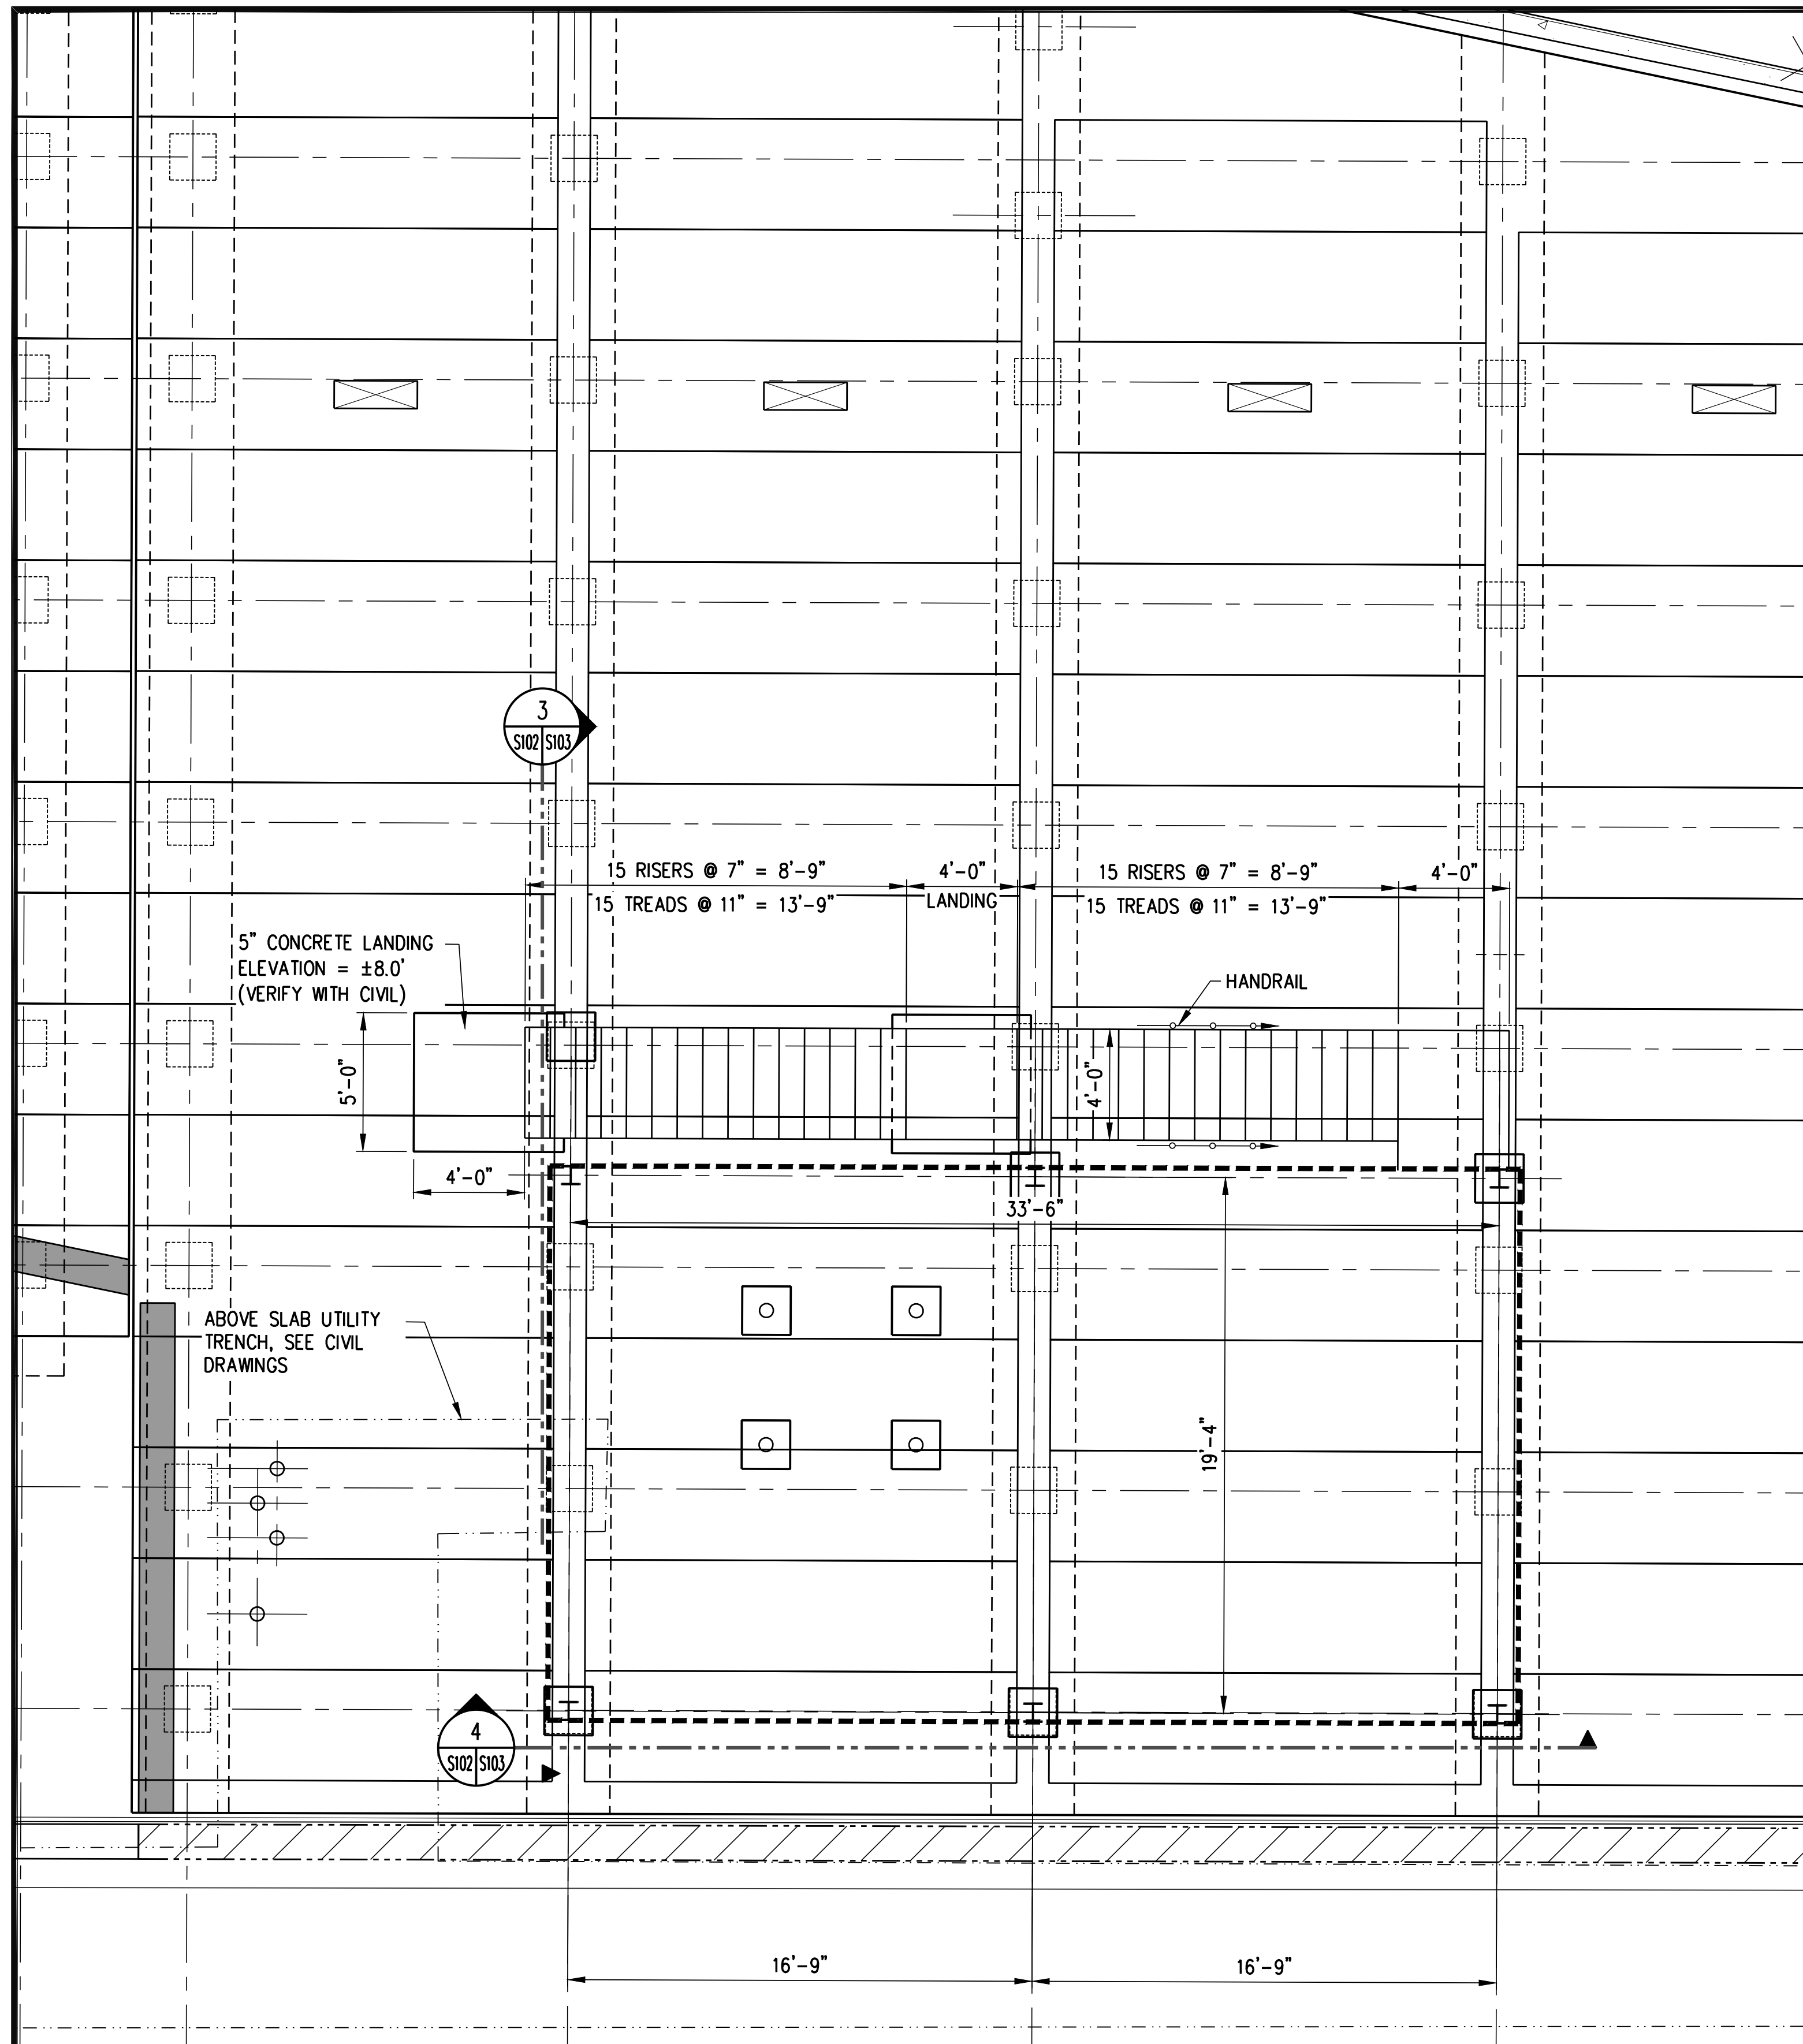 3
S102 S103
15 RISERS @ 7" = 8'-9"
15 TREADS @ 11" = 13'-9"
4'-0"
LANDING
15 RISERS @ 7" = 8'-9"
15 TREADS @ 11" = 13'-9"
4'-0"
5" CONCRETE LANDING
ELEVATION = ±8.0'
(VERIFY WITH CIVIL)
HANDRAIL
5'-0"
4'-0"
4'-0"
33'-6"
ABOVE SLAB UTILITY
TRENCH, SEE CIVIL
DRAWINGS
19'-4"
4
S102 S103
16'-9"
16'-9"